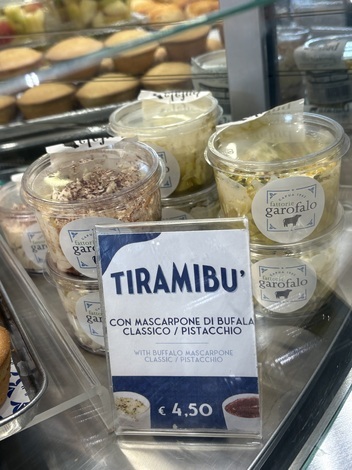 fattorie
garofalo
fattorie
garofalo
fattorie
garofalo
TIRAMIBU'
CON MASCARPONE DI BUFALA
CLASSICO / PISTACCHIO
WITH BUFFALO MASCARPONE
CLASSIC / PISTACCHIO
€ 4,50